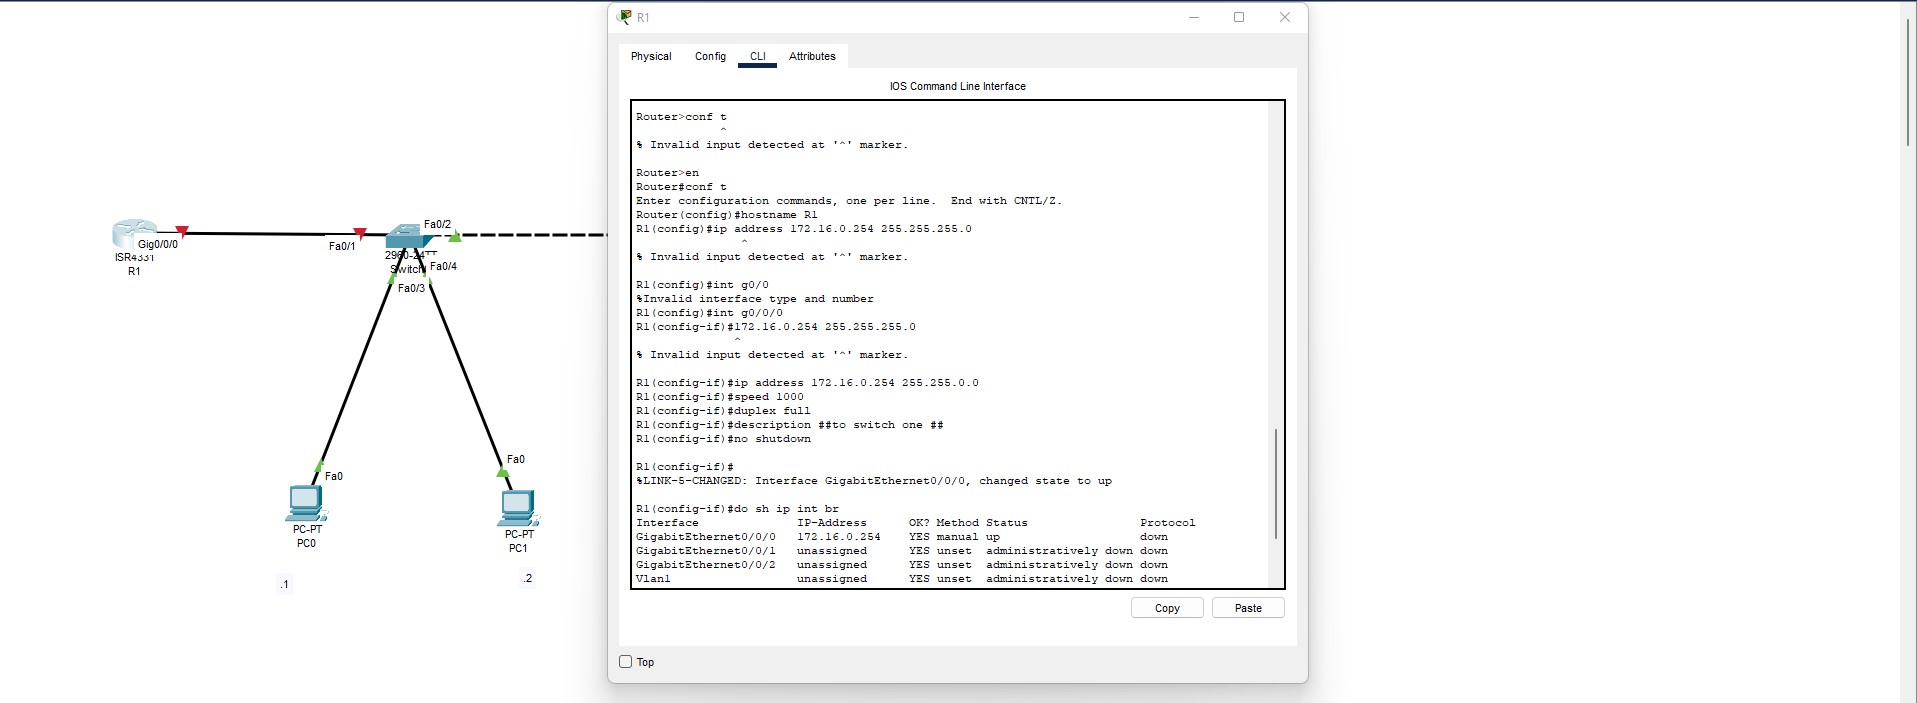 R1
Physical
Config
CLI
Attributes
IOS Command Line Interface
Router>conf t
^
% Invalid input detected at '^' marker.
Router>en
Router#conf t
Enter configuration commands, one per line.  End with CNTL/Z.
Router(config)#hostname R1
R1(config)#ip address 172.16.0.254 255.255.255.0
^
% Invalid input detected at '^' marker.
R1(config)#int g0/0
%Invalid interface type and number
R1(config)#int g0/0/0
R1(config-if)#172.16.0.254 255.255.255.0
^
% Invalid input detected at '^' marker.
R1(config-if)#ip address 172.16.0.254 255.255.0.0
R1(config-if)#speed 1000
R1(config-if)#duplex full
R1(config-if)#description ##to switch one ##
R1(config-if)#no shutdown
R1(config-if)#
%LINK-5-CHANGED: Interface GigabitEthernet0/0/0, changed state to up
R1(config-if)#do sh ip int br
Interface IP-Address OK? Method Status Protocol
GigabitEthernet0/0/0 172.16.0.254 YES manual up down
GigabitEthernet0/0/1 unassigned YES unset administratively down down
GigabitEthernet0/0/2 unassigned YES unset administratively down down
Vlan1 unassigned YES unset administratively down down
Copy
Paste
Top
Gig0/0/0
ISR4331
R1
Fa0/1
Fa0/2
2960-24TT
Switch
Fa0/4
Fa0/3
Fa0
PC-PT
PC0
.1
Fa0
PC-PT
PC1
.2